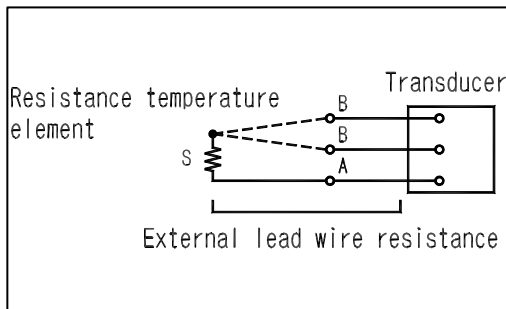 Transducer
Resistance temperature
element
B
B
S
A
External lead wire resistance